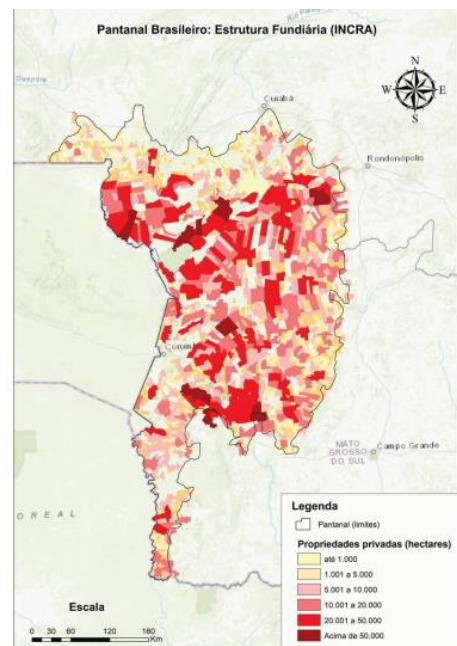 Pantanal Brasileiro: Estrutura Fundiária (INCRA)
N
W
E
S
Cuiabá
Rondonópolis
Corumb
MATO
GROSSO
DO SUL
Campo Grande
OREAL
Legenda
Pantanal (limites)
Propriedades privadas (hectares)
até 1.000
1.001 a 5.000
5.001 a 10.000
10.001 a 20.000
20.001 a 50.000
Acima de 50.000
Escala
0 30 60 120 180
Km